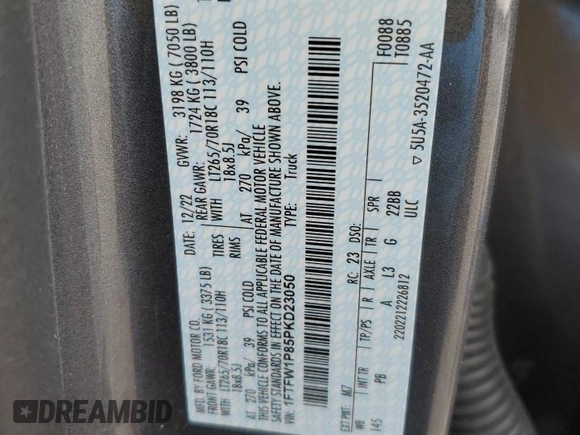 MFD. BY FORD MOTOR CO.
DATE: 12/22 GVWR: 3198 KG ( 7050 LB)
FRONT GAWR: 1531 KG ( 3375 LB) REAR GAWR: 1724 KG ( 3800 LB)
LT265/70R18C 113/110H TIRES WITH LT265/70R18C 113/110H
18x8.5J RIMS 18x8.5J
AT 270 kPa/ 39 PSI COLD AT 270 kPa/ 39 PSI COLD
THIS VEHICLE CONFORMS TO ALL APPLICABLE FEDERAL MOTOR VEHICLE
SAFETY STANDARDS IN EFFECT ON THE DATE OF MANUFACTURE SHOWN ABOVE.
VIN: 1FTFW1P85PKD23050 TYPE: Truck
F0088
T0885
EXT PNT: M7 RC: 23 DSO:
WB INT TR TP/PS R AXLE TR SPR
145 PB A L3 G 22BB
2202212226812 ULC
5U5A-3520472-AA
DREAMBID